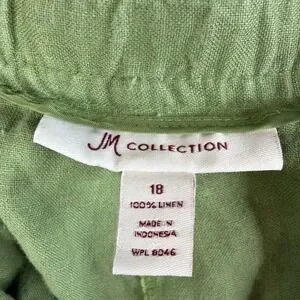 JM COLLECTION
18
100% LINEN
MADE IN
INDONESIA
WPL 8046